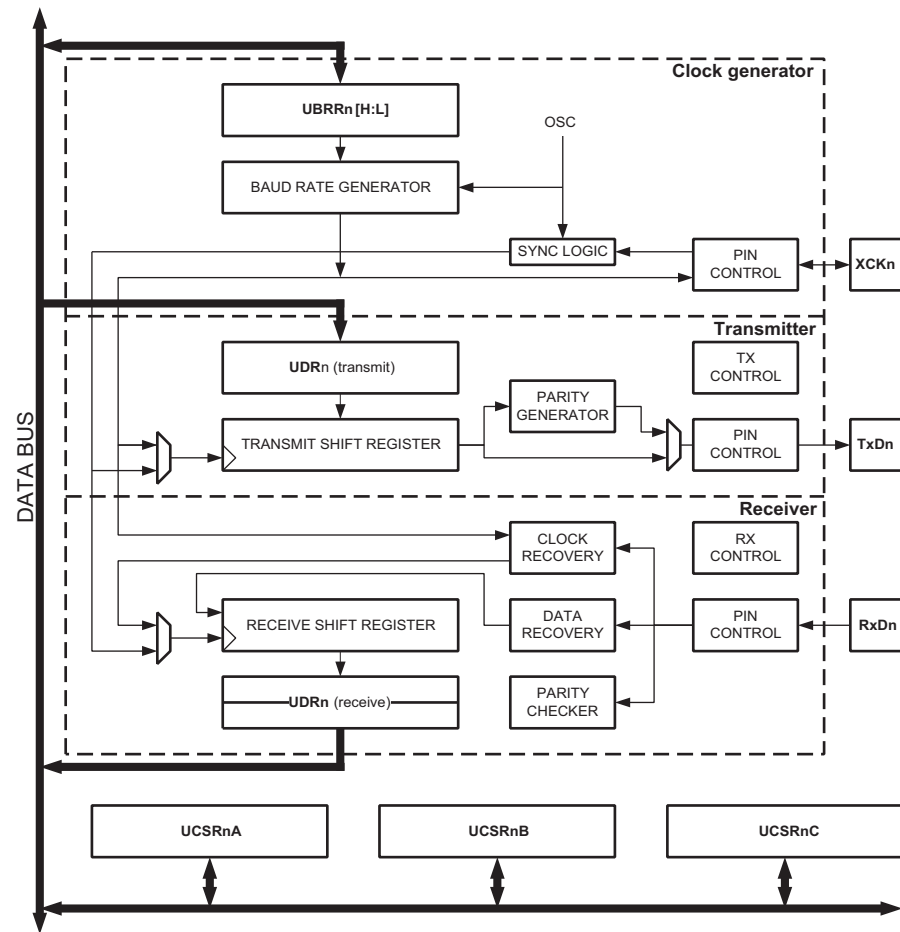 Clock generator
UBRRn [H:L]
OSC
BAUD RATE GENERATOR
SYNC LOGIC
PIN
CONTROL
XCKn
Transmitter
UDRn (transmit)
TX
CONTROL
PARITY
GENERATOR
TRANSMIT SHIFT REGISTER
PIN
CONTROL
TxDn
DATA BUS
Receiver
CLOCK
RECOVERY
RX
CONTROL
RECEIVE SHIFT REGISTER
DATA
RECOVERY
PIN
CONTROL
RxDn
UDRn (receive)
PARITY
CHECKER
UCSRnA
UCSRnB
UCSRnC